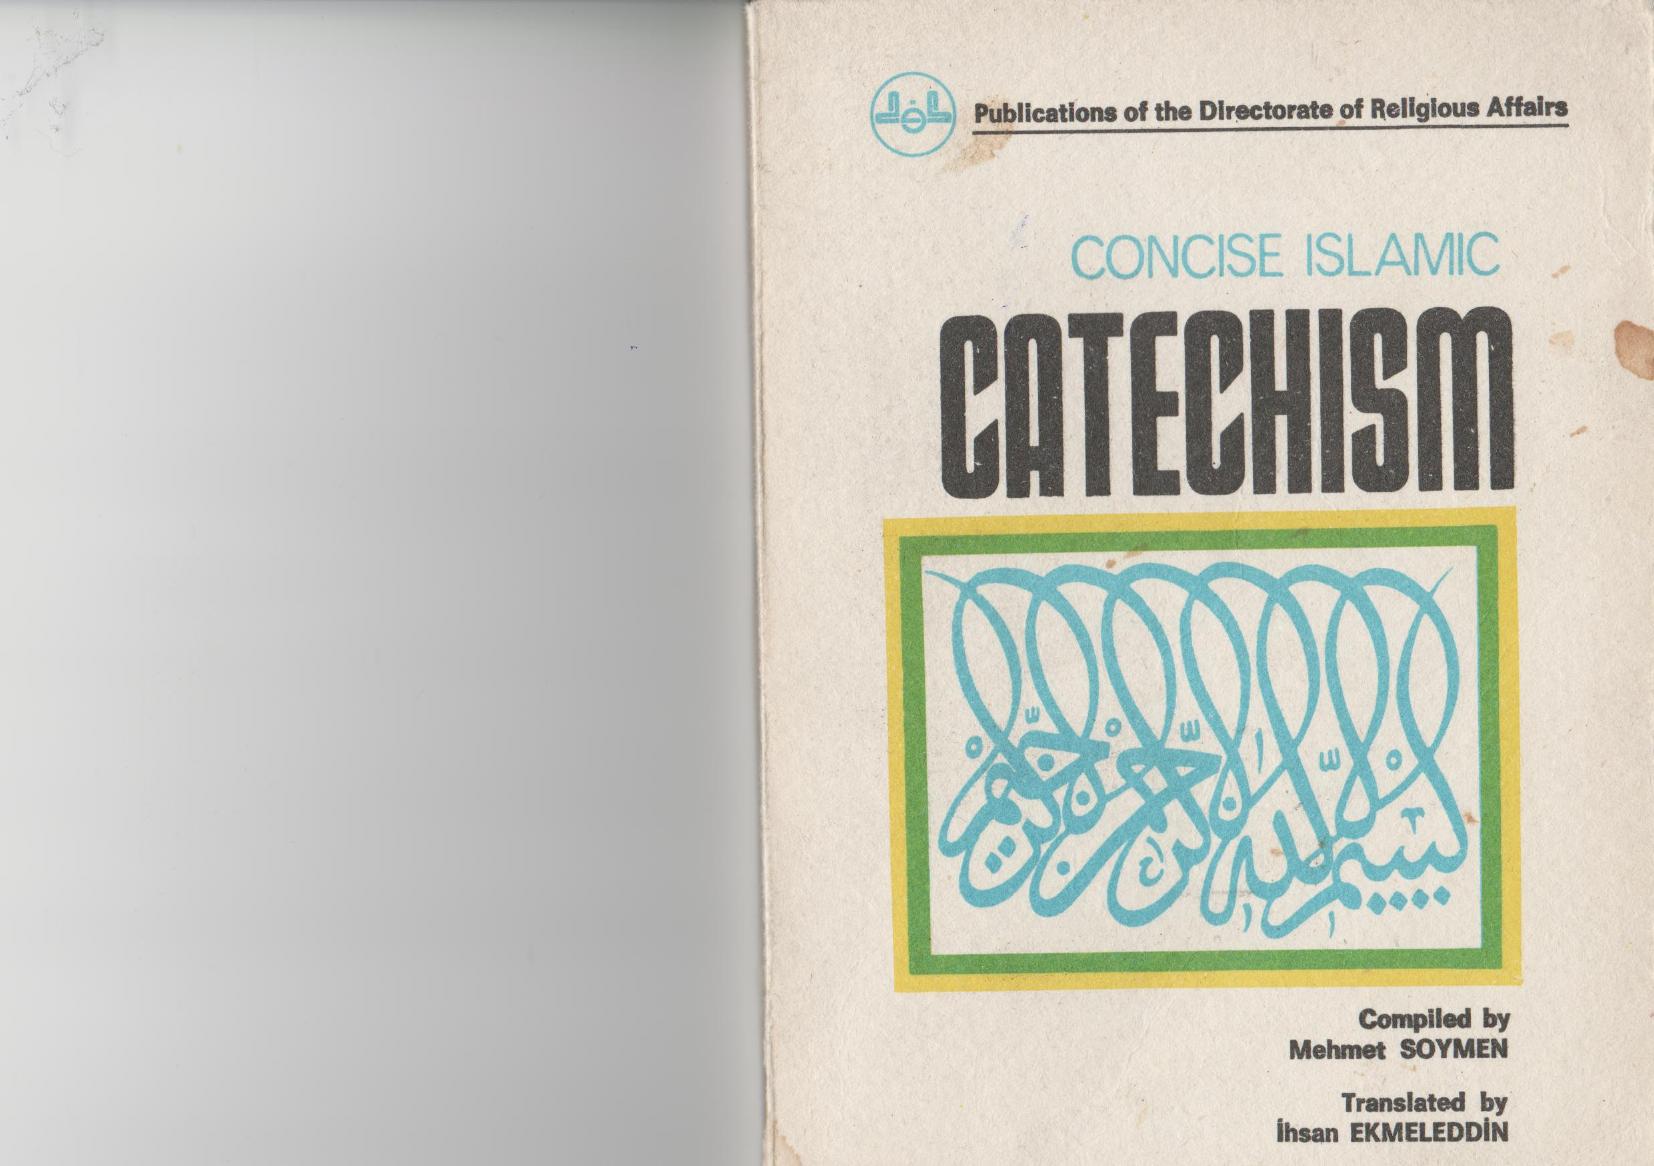 Publications of the Directorate of Religious Affairs
CONCISE ISLAMIC
CATECHISM
بسم الله الرحمن الرحيم
Compiled by
Mehmet SOYMEN
Translated by
İhsan EKMELEDDİN